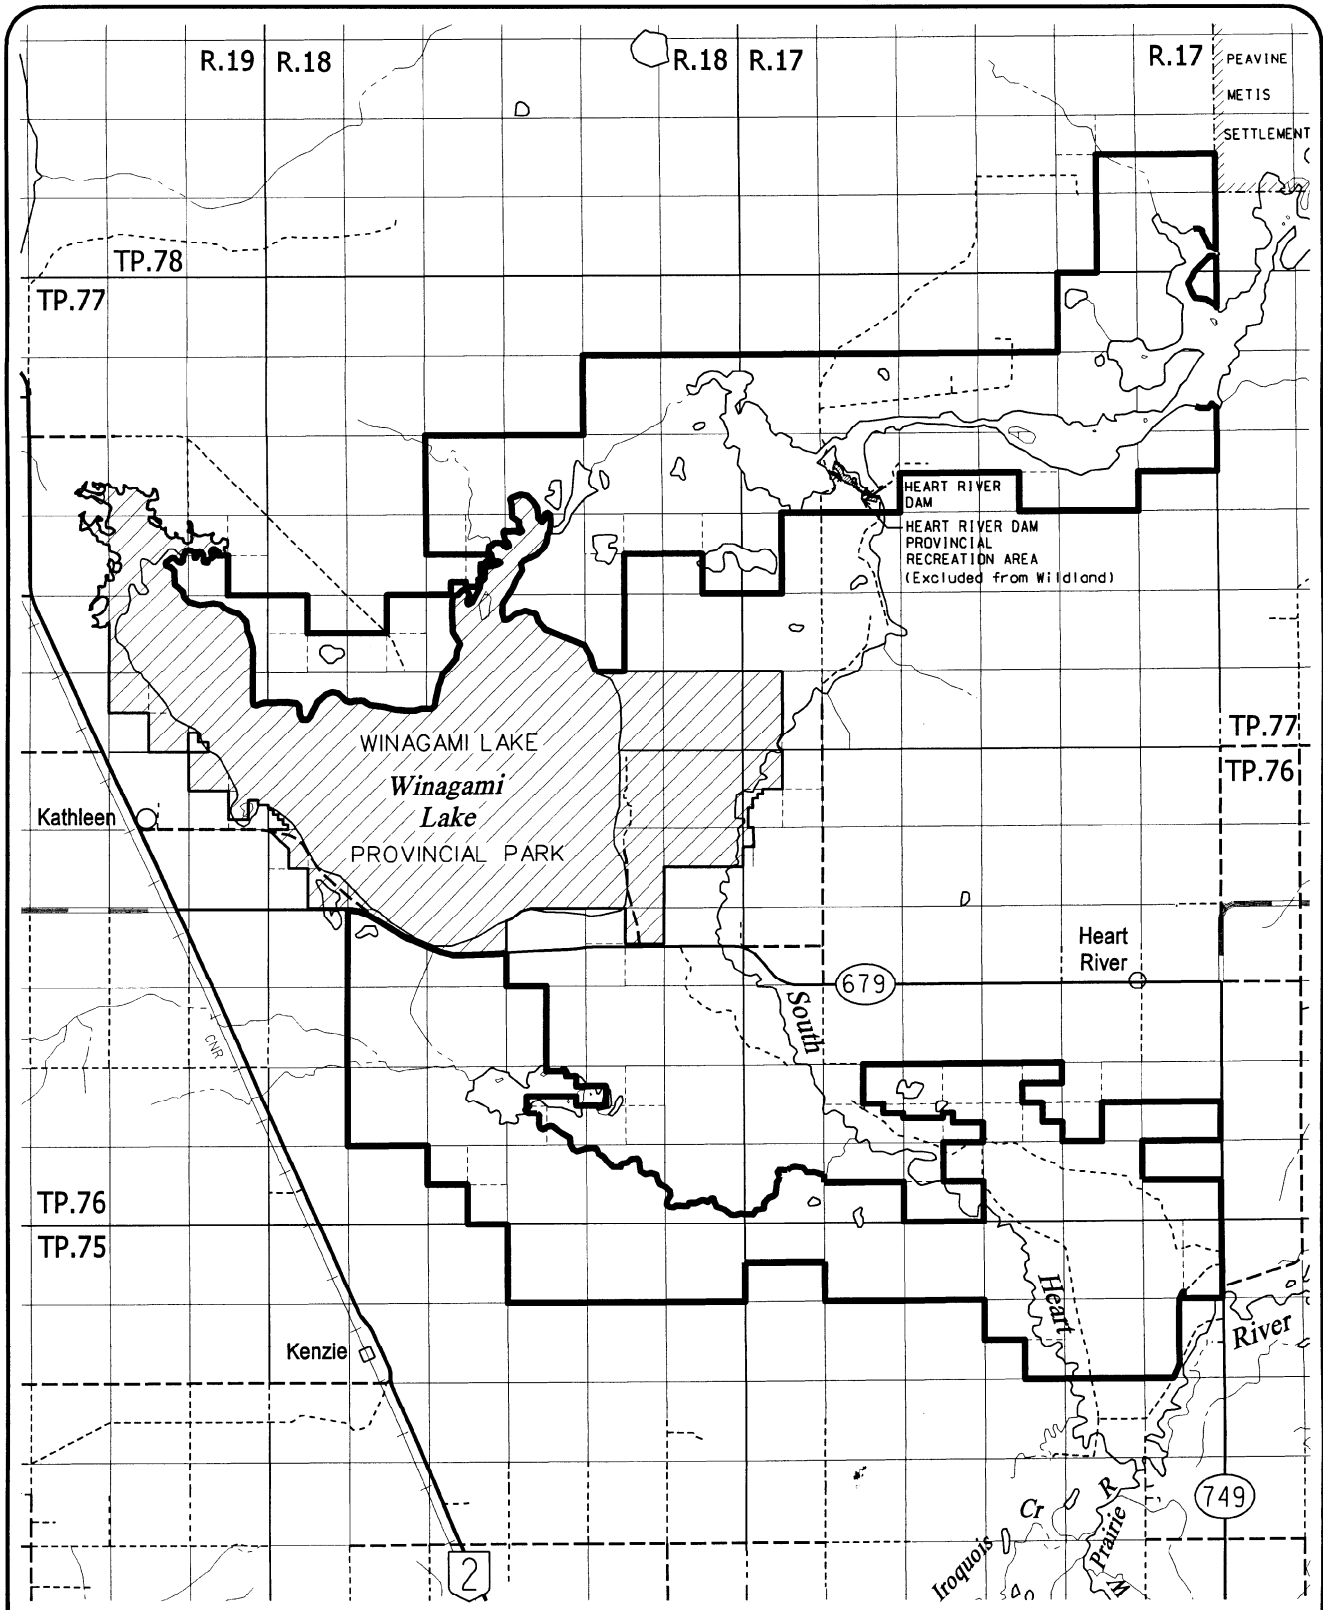 R.19 R.18
R.18 R.17
R.17
PEAVINE
METIS
SETTLEMENT
TP.78
TP.77
HEART RIVER
DAM
HEART RIVER DAM
PROVINCIAL
RECREATION AREA
(Excluded from Wildland)
WINAGAMI LAKE
Winagami
Lake
PROVINCIAL PARK
TP.77
TP.76
Kathleen
Heart
River
679
South
CNR
TP.76
TP.75
Heart
River
Kenzie
749
2
Iroquois
Cr
Prairie
R
W